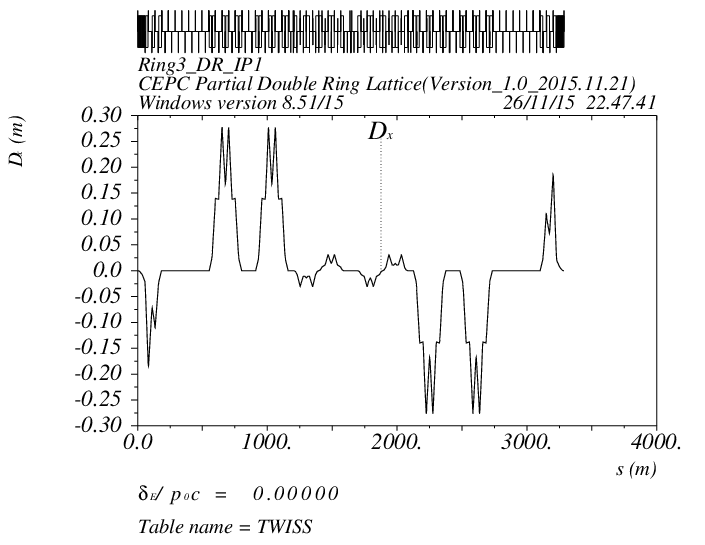 Ring3_DR_IP1
CEPC Partial Double Ring Lattice(Version_1.0_2015.11.21)
Windows version 8.51/15 26/11/15 22.47.41
Dx (m)
Dx
0.30
0.25
0.20
0.15
0.10
0.05
0.0
-0.05
-0.10
-0.15
-0.20
-0.25
-0.30
0.0 1000. 2000. 3000. 4000.
s (m)
δE/ p0c = 0.00000
Table name = TWISS